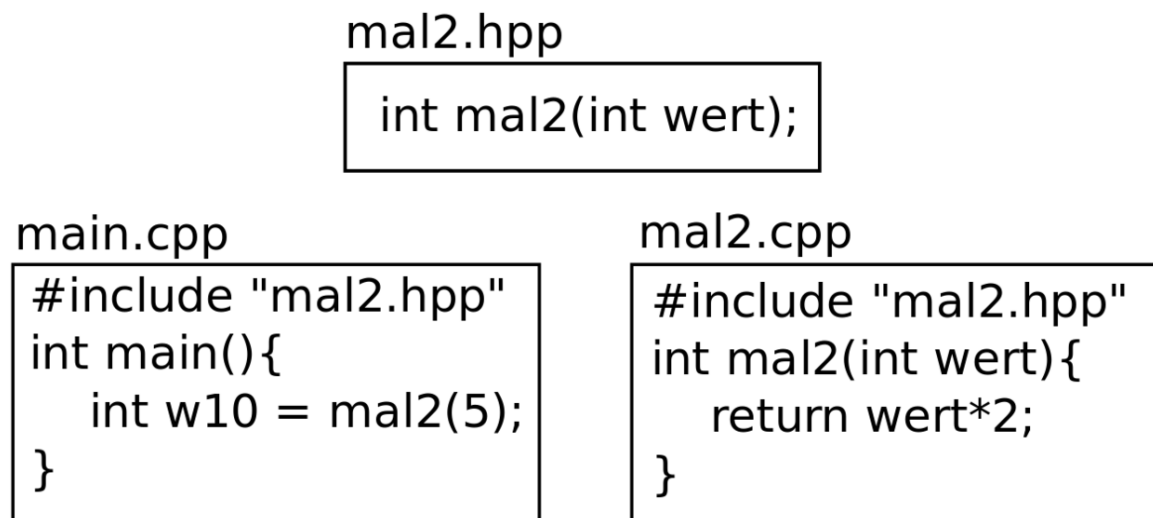 mal2.hpp
int mal2(int wert);
main.cpp
#include "mal2.hpp"
int main(){
int w10 = mal2(5);
}
mal2.cpp
#include "mal2.hpp"
int mal2(int wert){
return wert*2;
}